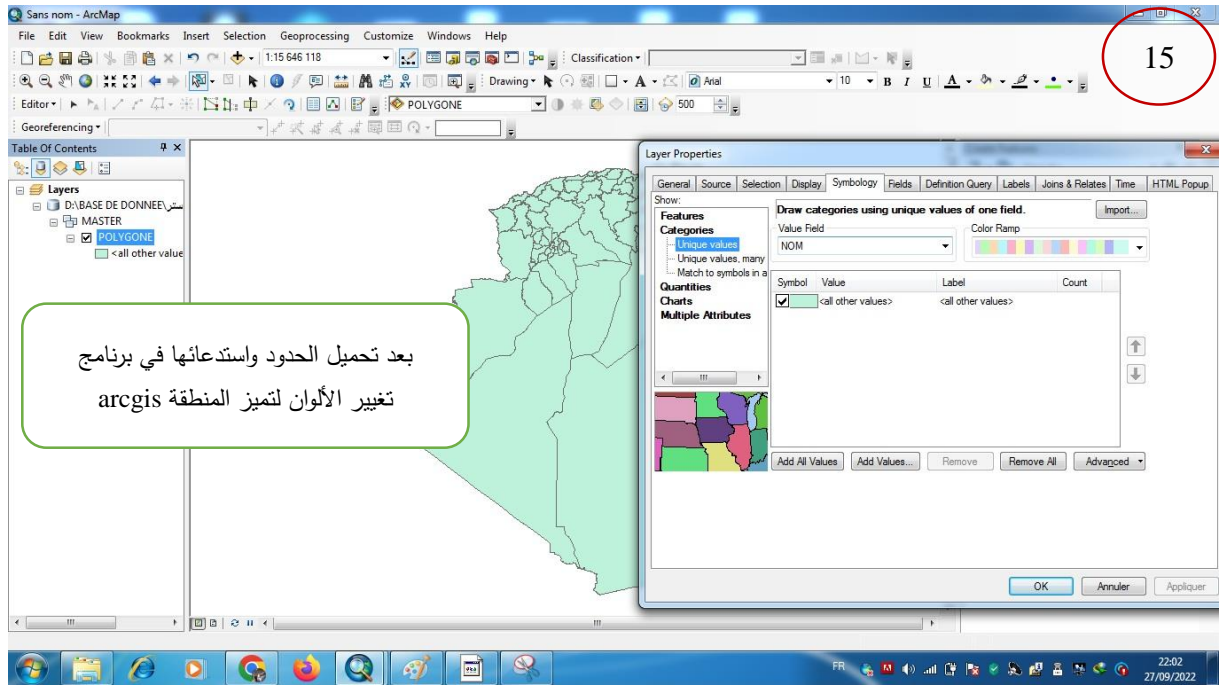 Sans nom - ArcMap
15
File Edit View Bookmarks Insert Selection Geoprocessing Customize Windows Help
1:15 646 118 Classification
Drawing A Arial 10 B I U A
Editor POLYGONE 500
Georeferencing
Table Of Contents
Layers
D:\BASE DE DONNEE\ستر
MASTER
POLYGONE
<all other value
Layer Properties
General Source Selection Display Symbology Fields Definition Query Labels Joins & Relates Time HTML Popup
Show:
Features
Categories
Unique values
Unique values, many
Match to symbols in a
Quantities
Charts
Multiple Attributes
Draw categories using unique values of one field.
Import...
Value Field
Color Ramp
NOM
Symbol Value Label Count
<all other values> <all other values>
Add All Values Add Values... Remove Remove All Advanced
OK Annuler Appliquer
بعد تحميل الحدود واستدعائها في برنامج
تغيير الألوان لتميز المنطقة arcgis
FR
22:02
27/09/2022